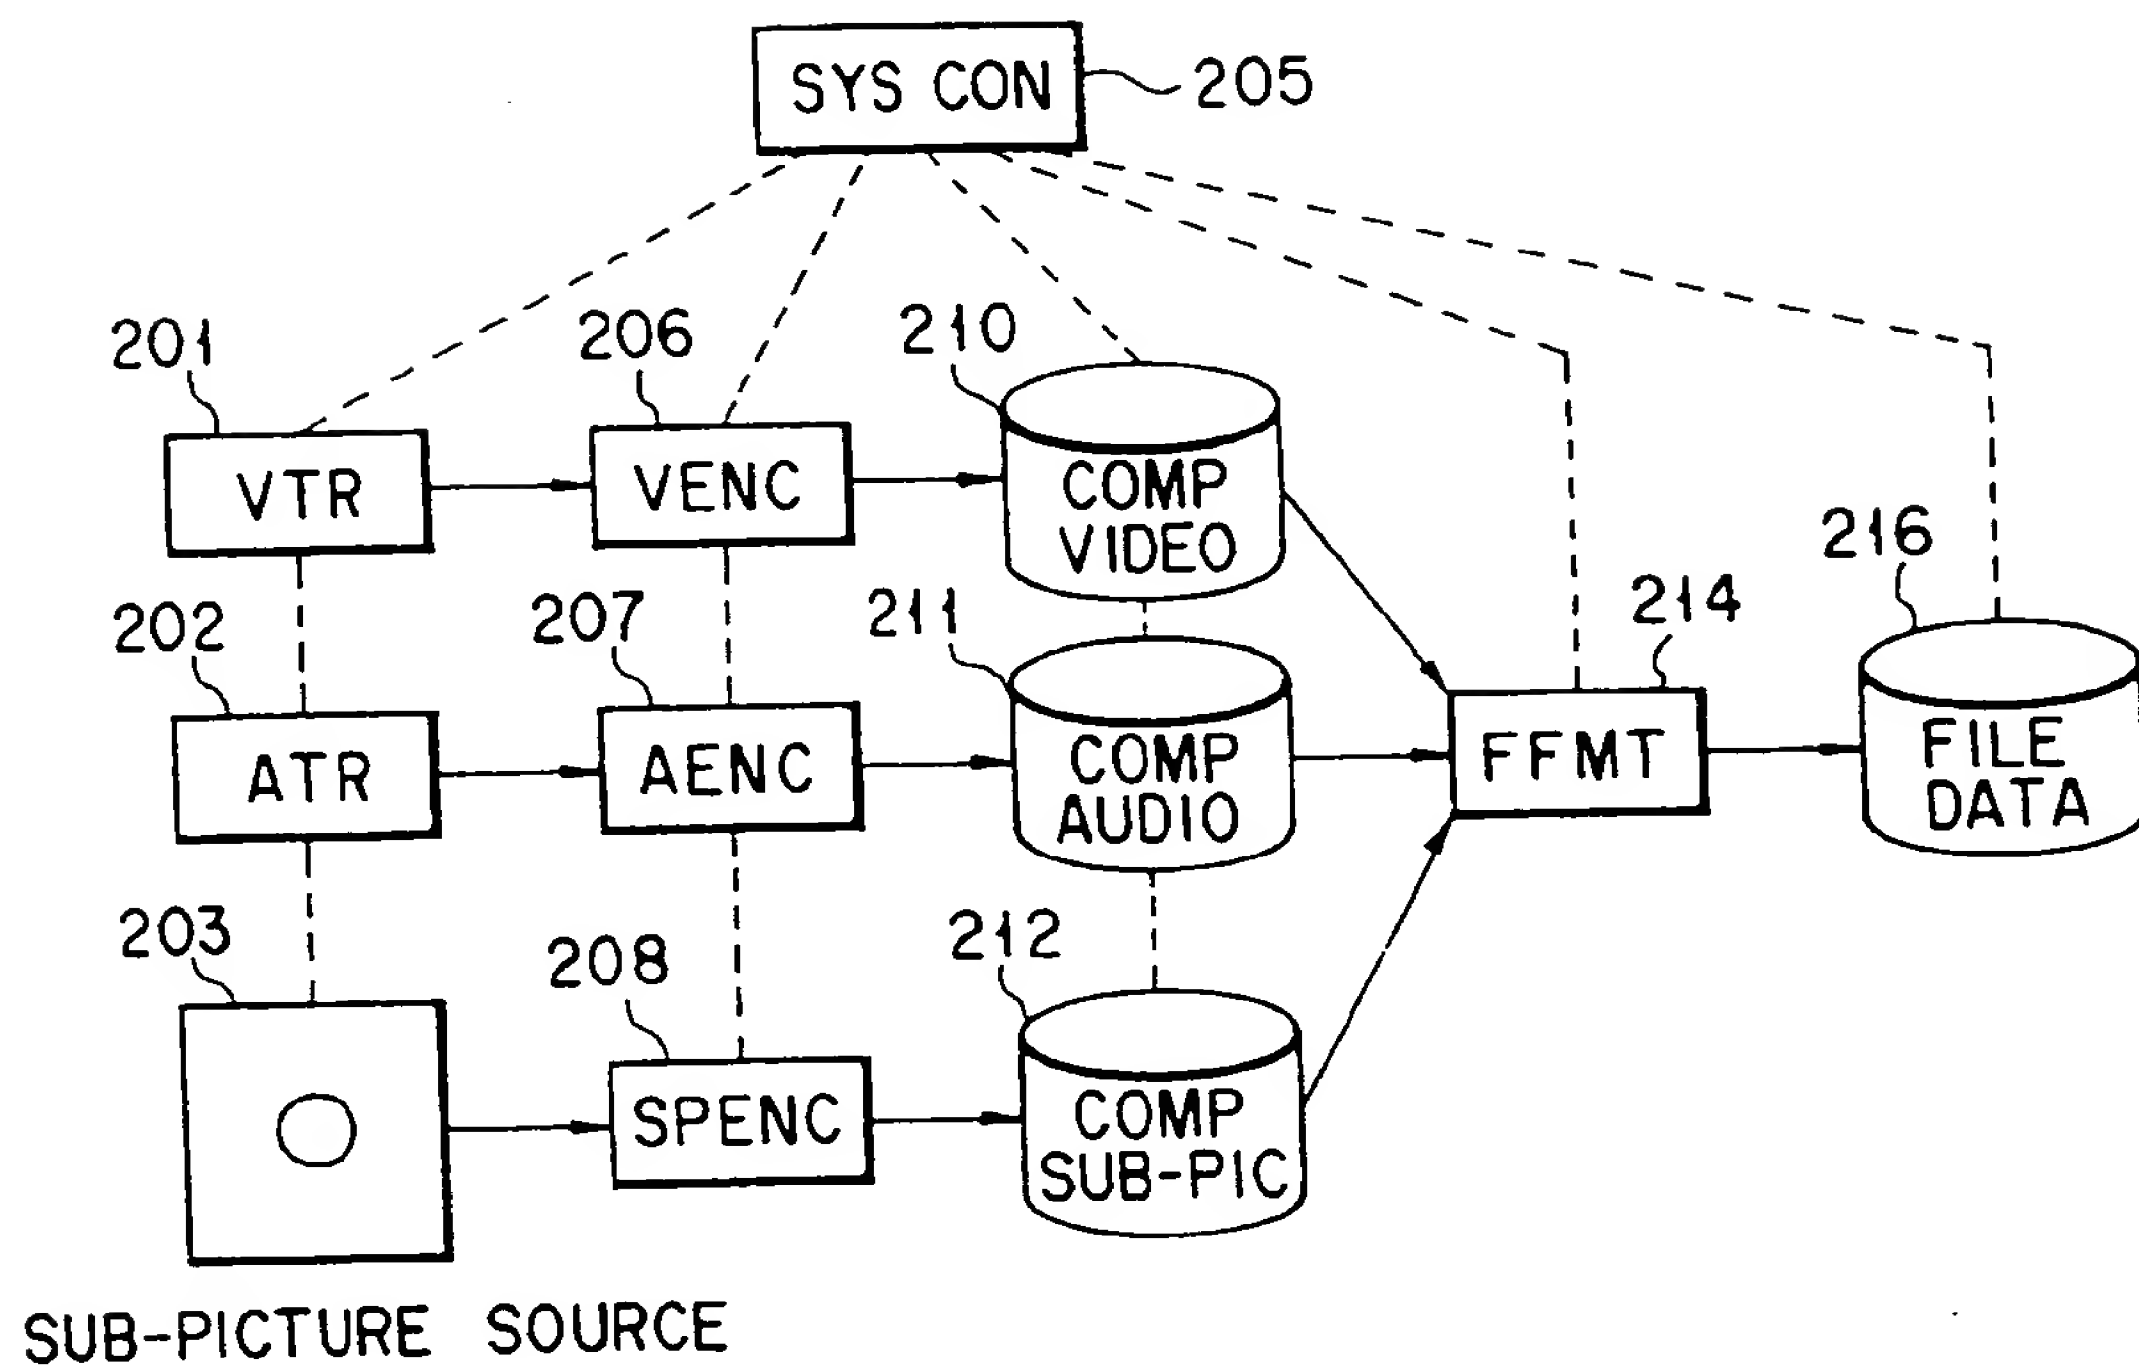 SYS CON
205
201
206
210
VTR
VENC
COMP
VIDEO
216
202
207
211
214
ATR
AENC
COMP
AUDIO
FFMT
FILE
DATA
203
208
212
SPENC
COMP
SUB-PIC
SUB-PICTURE SOURCE